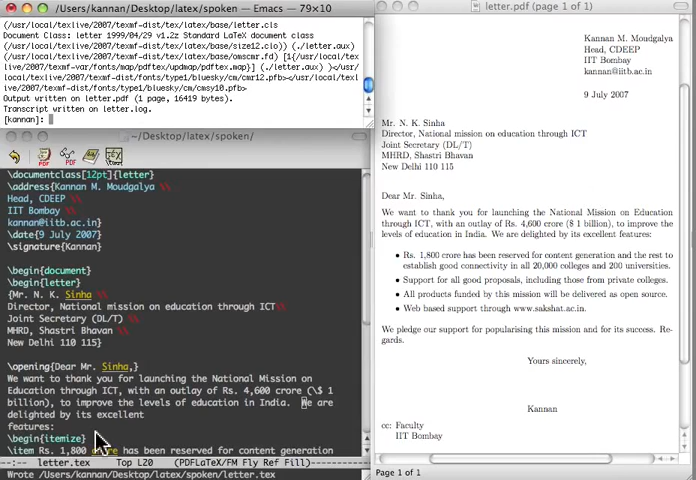 /Users/kannan/Desktop/latex/spoken — Emacs — 79×10
(/usr/local/texlive/2007/texmf-dist/tex/latex/base/letter.cls
Document Class: letter 1999/04/29 v1.2z Standard LaTeX document class
(/usr/local/texlive/2007/texmf-dist/tex/latex/base/size12.clo)) (./letter.aux)
(/usr/local/texlive/2007/texmf-dist/tex/latex/base/omscmr.fd) [1{/usr/local/tex
live/2007/texmf-var/fonts/map/pdftex/updmap/pdftex.map}] (./letter.aux) )</usr/
local/texlive/2007/texmf-dist/fonts/type1/bluesky/cm/cmr12.pfb></usr/local/texl
ive/2007/texmf-dist/fonts/type1/bluesky/cm/cmsy10.pfb>
Output written on letter.pdf (1 page, 16419 bytes).
Transcript written on letter.log.
[kannan]:
~/Desktop/latex/spoken/
\documentclass[12pt]{letter}
\address{Kannan M. Moudgalya \\
Head, CDEEP \\
IIT Bombay \\
kannan@iitb.ac.in}
\date{9 July 2007}
\signature{Kannan}
\begin{document}
\begin{letter}
{Mr. N. K. Sinha \\
Director, National mission on education through ICT\\
Joint Secretary (DL/T) \\
MHRD, Shastri Bhavan \\
New Delhi 110 115}
\opening{Dear Mr. Sinha,}
We want to thank you for launching the National Mission on
Education through ICT, with an outlay of Rs. 4,600 crore (\$ 1
billion), to improve the levels of education in India. We are
delighted by its excellent
features:
\begin{itemize}
\item Rs. 1,800 crore has been reserved for content generation
--:-- letter.tex Top L20 (PDFLaTeX/FM Fly Ref Fill)
Wrote /Users/kannan/Desktop/latex/spoken/letter.tex
letter.pdf (page 1 of 1)
Kannan M. Moudgalya
Head, CDEEP
IIT Bombay
kannan@iitb.ac.in
9 July 2007
Mr. N. K. Sinha
Director, National mission on education through ICT
Joint Secretary (DL/T)
MHRD, Shastri Bhavan
New Delhi 110 115
Dear Mr. Sinha,
We want to thank you for launching the National Mission on Education
through ICT, with an outlay of Rs. 4,600 crore ($ 1 billion), to improve the
levels of education in India. We are delighted by its excellent features:
• Rs. 1,800 crore has been reserved for content generation and the rest to
establish good connectivity in all 20,000 colleges and 200 universities.
• Support for all good proposals, including those from private colleges.
• All products funded by this mission will be delivered as open source.
• Web based support through www.sakshat.ac.in.
We pledge our support for popularising this mission and for its success. Re-
gards.
Yours sincerely,
Kannan
cc: Faculty
IIT Bombay
Page 1 of 1